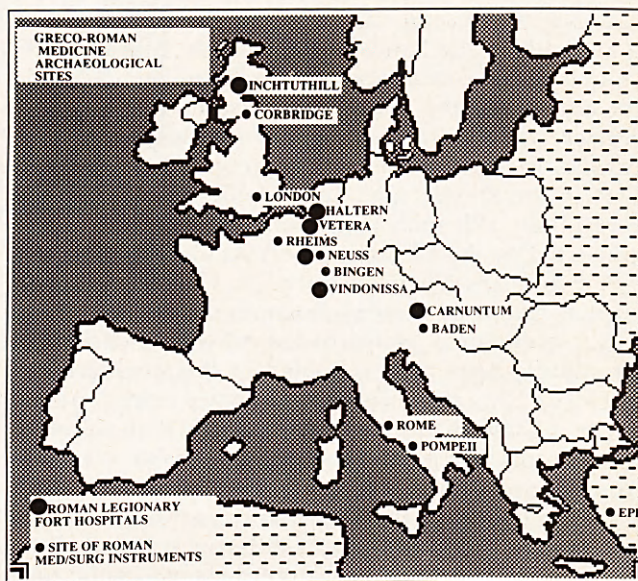 GRECO-ROMAN
MEDICINE
ARCHAEOLOGICAL
SITES
INCHTUTHILL
CORBRIDGE
LONDON
HALTERN
VETERA
RHEIMS
NEUSS
BINGEN
VINDONISSA
CARNUNTUM
BADEN
ROME
POMPEII
EPH
ROMAN LEGIONARY
FORT HOSPITALS
SITE OF ROMAN
MED/SURG INSTRUMENTS